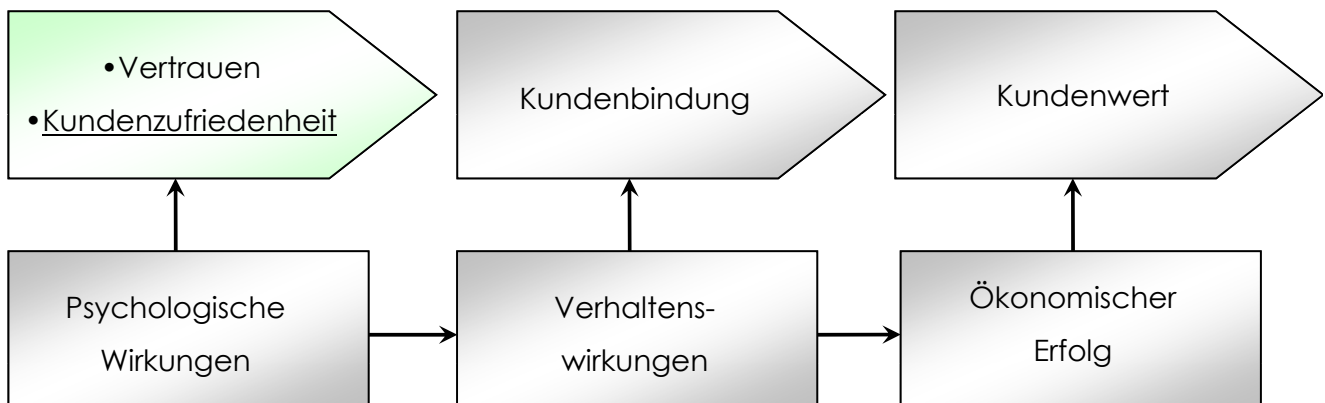 •Vertrauen
•Kundenzufriedenheit
Kundenbindung
Kundenwert
Psychologische
Wirkungen
Verhaltens-
wirkungen
Ökonomischer
Erfolg